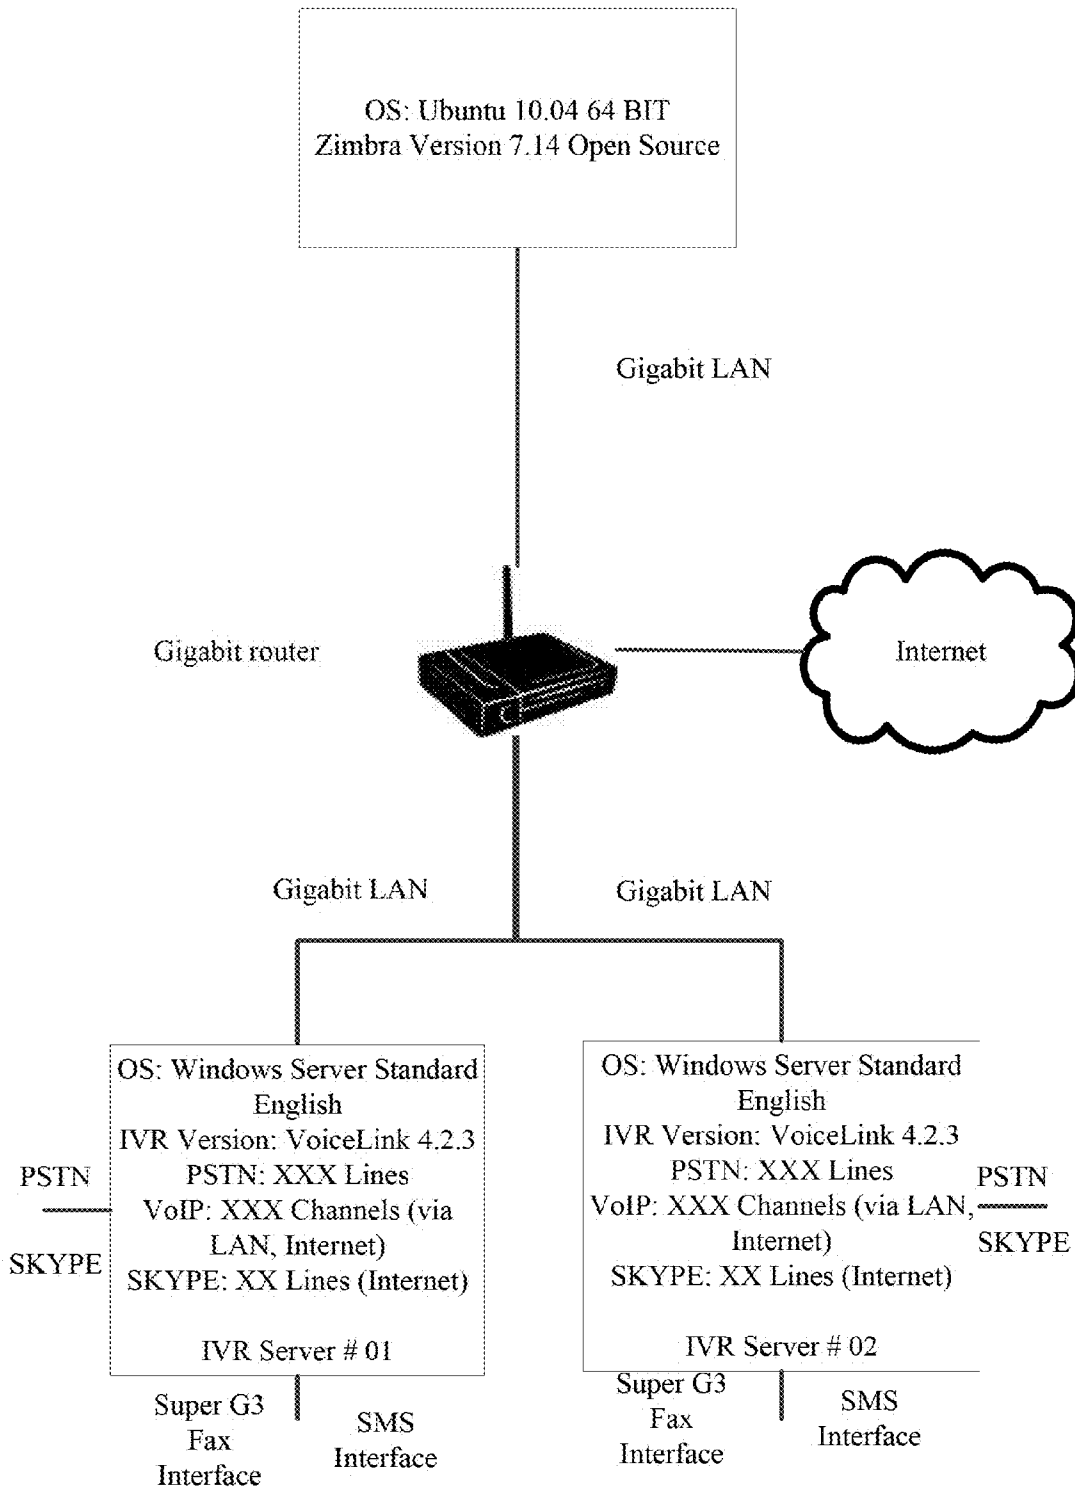 OS: Ubuntu 10.04 64 BIT
Zimbra Version 7.14 Open Source
Gigabit LAN
Gigabit router
Internet
Gigabit LAN
Gigabit LAN
OS: Windows Server Standard
English
IVR Version: VoiceLink 4.2.3
PSTN: XXX Lines
VoIP: XXX Channels (via
LAN, Internet)
SKYPE: XX Lines (Internet)
IVR Server # 01
PSTN
SKYPE
Super G3
Fax
Interface
SMS
Interface
OS: Windows Server Standard
English
IVR Version: VoiceLink 4.2.3
PSTN: XXX Lines
VoIP: XXX Channels (via LAN,
Internet)
SKYPE: XX Lines (Internet)
IVR Server # 02
PSTN
SKYPE
Super G3
Fax
Interface
SMS
Interface